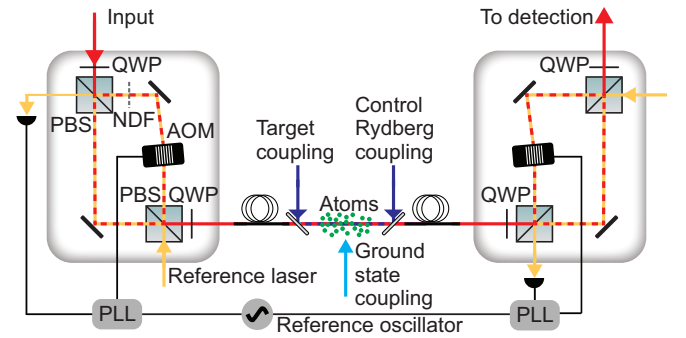 Input
To detection
QWP
QWP
PBS
NDF
AOM
Target
coupling
Control
Rydberg
coupling
PBS
QWP
Atoms
QWP
Reference laser
Ground
state
coupling
PLL
Reference oscillator
PLL